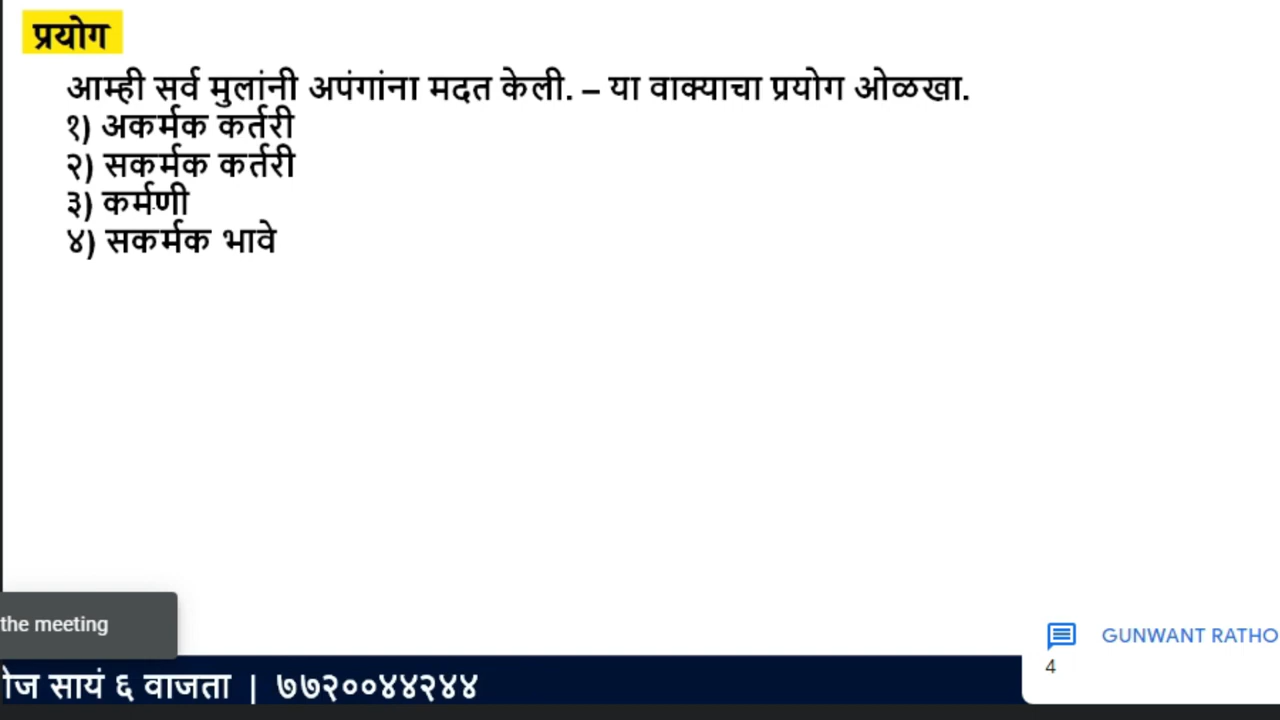 प्रयोग
आम्ही सर्व मुलांनी अपंगांना मदत केली. – या वाक्याचा प्रयोग ओळखा.
१) अकर्मक कर्तरी
२) सकर्मक कर्तरी
३) कर्मणी
४) सकर्मक भावे
the meeting
GUNWANT RATHO
4
सायं ६ वाजता | ७७२००४४२४४